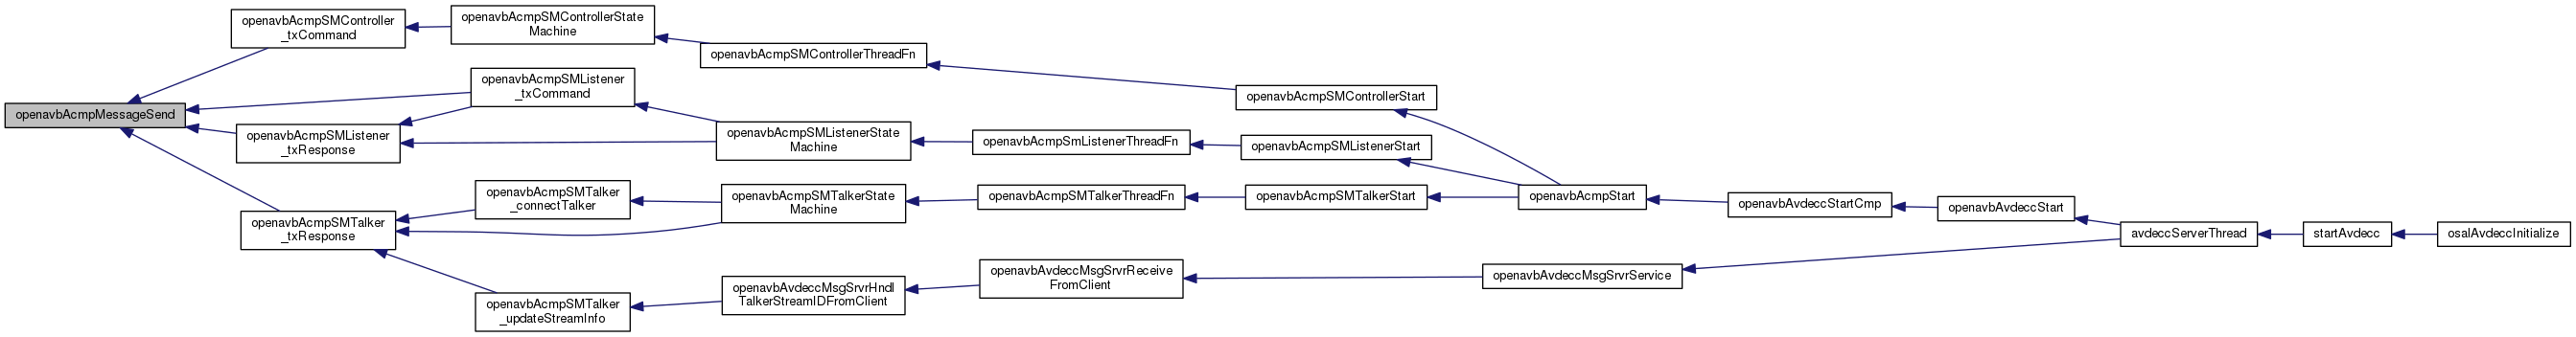 openavbAcmpMessageSend
openavbAcmpSMController
_txCommand
openavbAcmpSMControllerState
Machine
openavbAcmpSMControllerThreadFn
openavbAcmpSMControllerStart
openavbAcmpSMListener
_txCommand
openavbAcmpSMListener
_txResponse
openavbAcmpSMListenerState
Machine
openavbAcmpSmListenerThreadFn
openavbAcmpSMListenerStart
openavbAcmpSMTalker
_txResponse
openavbAcmpSMTalker
_connectTalker
openavbAcmpSMTalkerState
Machine
openavbAcmpSMTalkerThreadFn
openavbAcmpSMTalkerStart
openavbAcmpStart
openavbAvdeccStartCmp
openavbAvdeccStart
avdeccServerThread
startAvdecc
osalAvdeccInitialize
openavbAcmpSMTalker
_updateStreamInfo
openavbAvdeccMsgSrvrHndl
TalkerStreamIDFromClient
openavbAvdeccMsgSrvrReceive
FromClient
openavbAvdeccMsgSrvrService